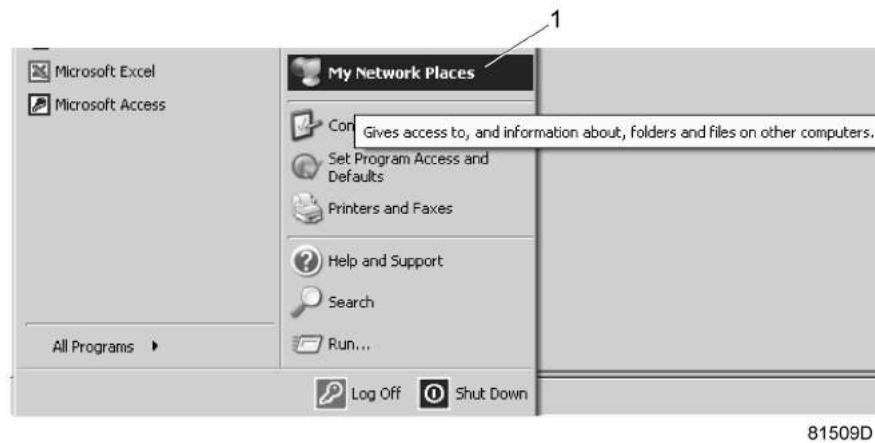 1
Microsoft Excel
Microsoft Access
All Programs
My Network Places
Con
Gives access to, and information about, folders and files on other computers.
Set Program Access and
Defaults
Printers and Faxes
Help and Support
Search
Run...
Log Off
Shut Down
81509D